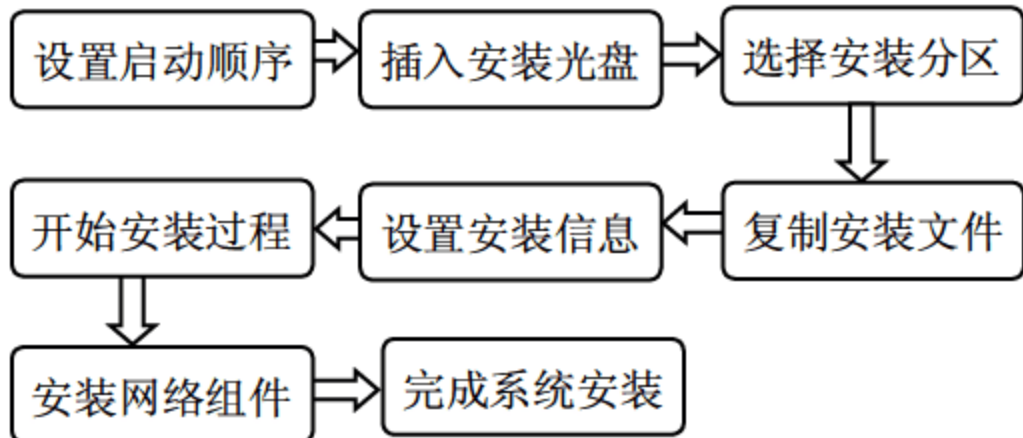 设置启动顺序
插入安装光盘
选择安装分区
复制安装文件
设置安装信息
开始安装过程
安装网络组件
完成系统安装